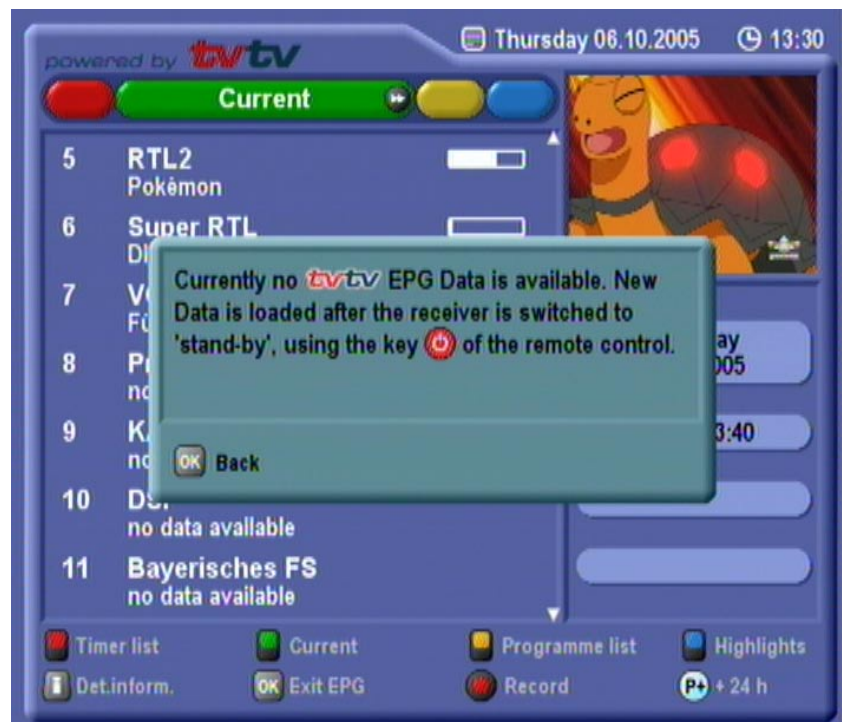 powered by tvtv
Thursday 06.10.2005 13:30
Current
5 RTL2
Pokémon
6 Super RTL
7
8
9
10
no data available
11 Bayerisches FS
no data available
Currently no tvtv EPG Data is available. New
Data is loaded after the receiver is switched to
'stand-by', using the key of the remote control.
OK Back
Timer list Current Programme list Highlights
i Det.inform. OK Exit EPG Record P+ + 24 h